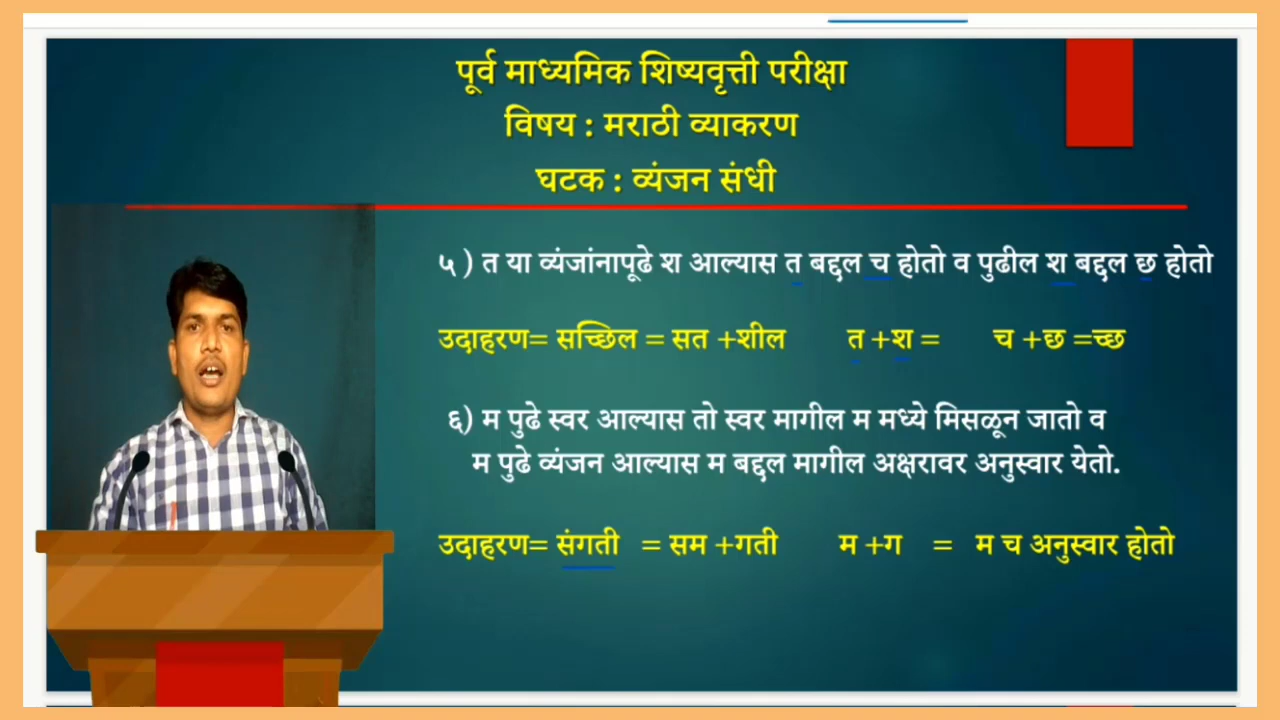 पूर्व माध्यमिक शिष्यवृत्ती परीक्षा
विषय : मराठी व्याकरण
घटक : व्यंजन संधी
५ ) त या व्यंजांनापूढे श आल्यास त बद्दल च होतो व पुढील श बद्दल छ होतो
उदाहरण= सच्छिल = सत +शील त +श = च +छ =च्छ
६) म पुढे स्वर आल्यास तो स्वर मागील म मध्ये मिसळून जातो व
म पुढे व्यंजन आल्यास म बद्दल मागील अक्षरावर अनुस्वार येतो.
उदाहरण= संगती = सम +गती म +ग = म च अनुस्वार होतो